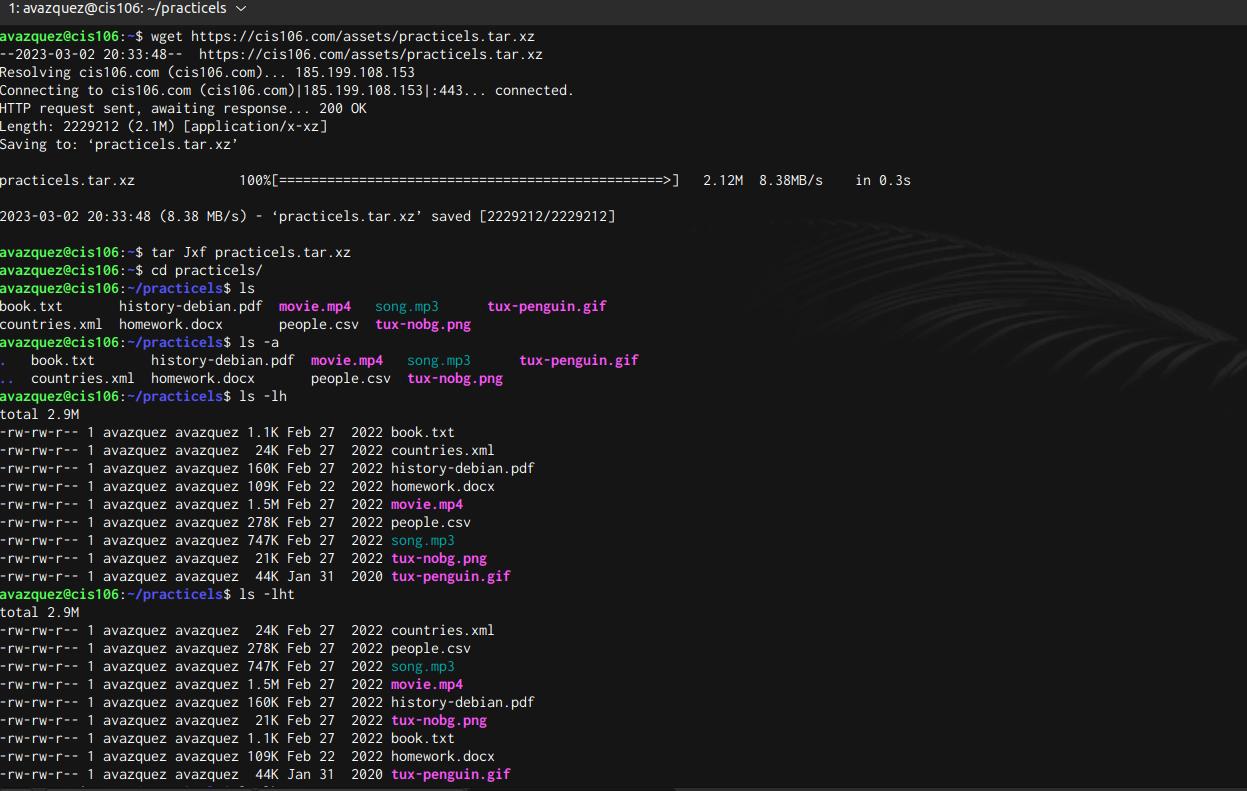 1: avazquez@cis106: ~/practicels
avazquez@cis106:~$ wget https://cis106.com/assets/practicels.tar.xz
--2023-03-02 20:33:48--  https://cis106.com/assets/practicels.tar.xz
Resolving cis106.com (cis106.com)... 185.199.108.153
Connecting to cis106.com (cis106.com)|185.199.108.153|:443... connected.
HTTP request sent, awaiting response... 200 OK
Length: 2229212 (2.1M) [application/x-xz]
Saving to: ‘practicels.tar.xz’
practicels.tar.xz             100%[================================================>]   2.12M  8.38MB/s    in 0.3s
2023-03-02 20:33:48 (8.38 MB/s) - ‘practicels.tar.xz’ saved [2229212/2229212]
avazquez@cis106:~$ tar Jxf practicels.tar.xz
avazquez@cis106:~$ cd practicels/
avazquez@cis106:~/practicels$ ls
book.txt       history-debian.pdf  movie.mp4   song.mp3      tux-penguin.gif
countries.xml  homework.docx       people.csv  tux-nobg.png
avazquez@cis106:~/practicels$ ls -a
.   book.txt       history-debian.pdf  movie.mp4   song.mp3      tux-penguin.gif
..  countries.xml  homework.docx       people.csv  tux-nobg.png
avazquez@cis106:~/practicels$ ls -lh
total 2.9M
-rw-rw-r-- 1 avazquez avazquez 1.1K Feb 27  2022 book.txt
-rw-rw-r-- 1 avazquez avazquez  24K Feb 27  2022 countries.xml
-rw-rw-r-- 1 avazquez avazquez 160K Feb 27  2022 history-debian.pdf
-rw-rw-r-- 1 avazquez avazquez 109K Feb 22  2022 homework.docx
-rw-rw-r-- 1 avazquez avazquez 1.5M Feb 27  2022 movie.mp4
-rw-rw-r-- 1 avazquez avazquez 278K Feb 27  2022 people.csv
-rw-rw-r-- 1 avazquez avazquez 747K Feb 27  2022 song.mp3
-rw-rw-r-- 1 avazquez avazquez  21K Feb 27  2022 tux-nobg.png
-rw-rw-r-- 1 avazquez avazquez  44K Jan 31  2020 tux-penguin.gif
avazquez@cis106:~/practicels$ ls -lht
total 2.9M
-rw-rw-r-- 1 avazquez avazquez  24K Feb 27  2022 countries.xml
-rw-rw-r-- 1 avazquez avazquez 278K Feb 27  2022 people.csv
-rw-rw-r-- 1 avazquez avazquez 747K Feb 27  2022 song.mp3
-rw-rw-r-- 1 avazquez avazquez 1.5M Feb 27  2022 movie.mp4
-rw-rw-r-- 1 avazquez avazquez 160K Feb 27  2022 history-debian.pdf
-rw-rw-r-- 1 avazquez avazquez  21K Feb 27  2022 tux-nobg.png
-rw-rw-r-- 1 avazquez avazquez 1.1K Feb 27  2022 book.txt
-rw-rw-r-- 1 avazquez avazquez 109K Feb 22  2022 homework.docx
-rw-rw-r-- 1 avazquez avazquez  44K Jan 31  2020 tux-penguin.gif